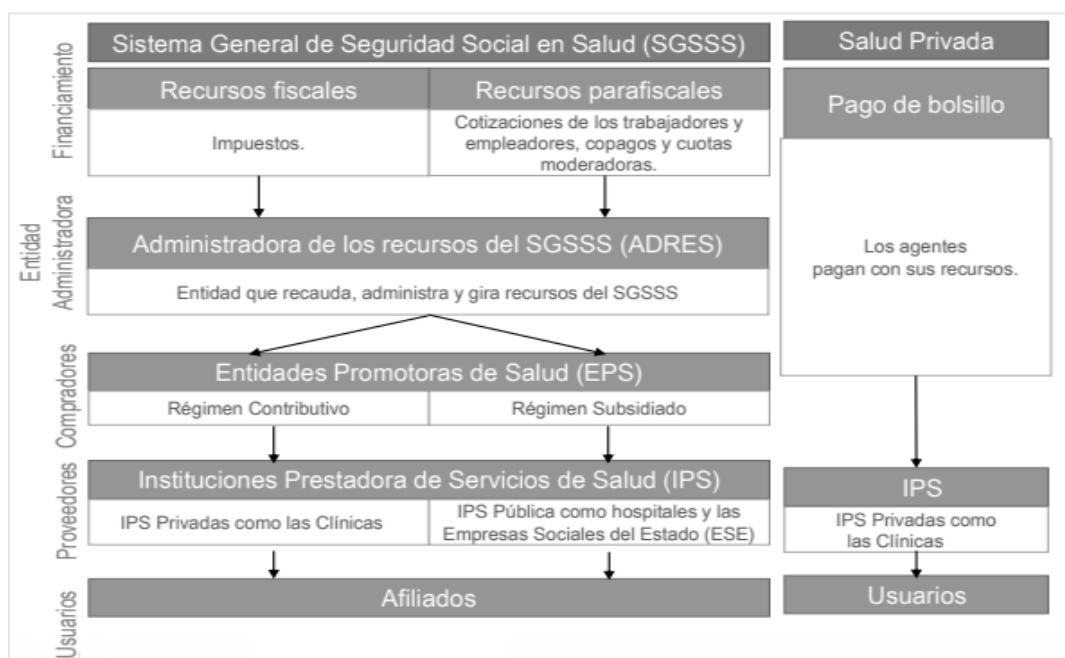 Sistema General de Seguridad Social en Salud (SGSSS)
Salud Privada
Financiamiento
Recursos fiscales
Recursos parafiscales
Pago de bolsillo
Impuestos.
Cotizaciones de los trabajadores y
empleadores, copagos y cuotas
moderadoras.
Entidad
Administradora
Administradora de los recursos del SGSSS (ADRES)
Entidad que recauda, administra y gira recursos del SGSSS
Los agentes
pagan con sus recursos.
Compradores
Entidades Promotoras de Salud (EPS)
Régimen Contributivo
Régimen Subsidiado
Proveedores
Instituciones Prestadora de Servicios de Salud (IPS)
IPS
IPS Privadas como las Clínicas
IPS Pública como hospitales y las
Empresas Sociales del Estado (ESE)
IPS Privadas como
las Clínicas
Usuarios
Afiliados
Usuarios